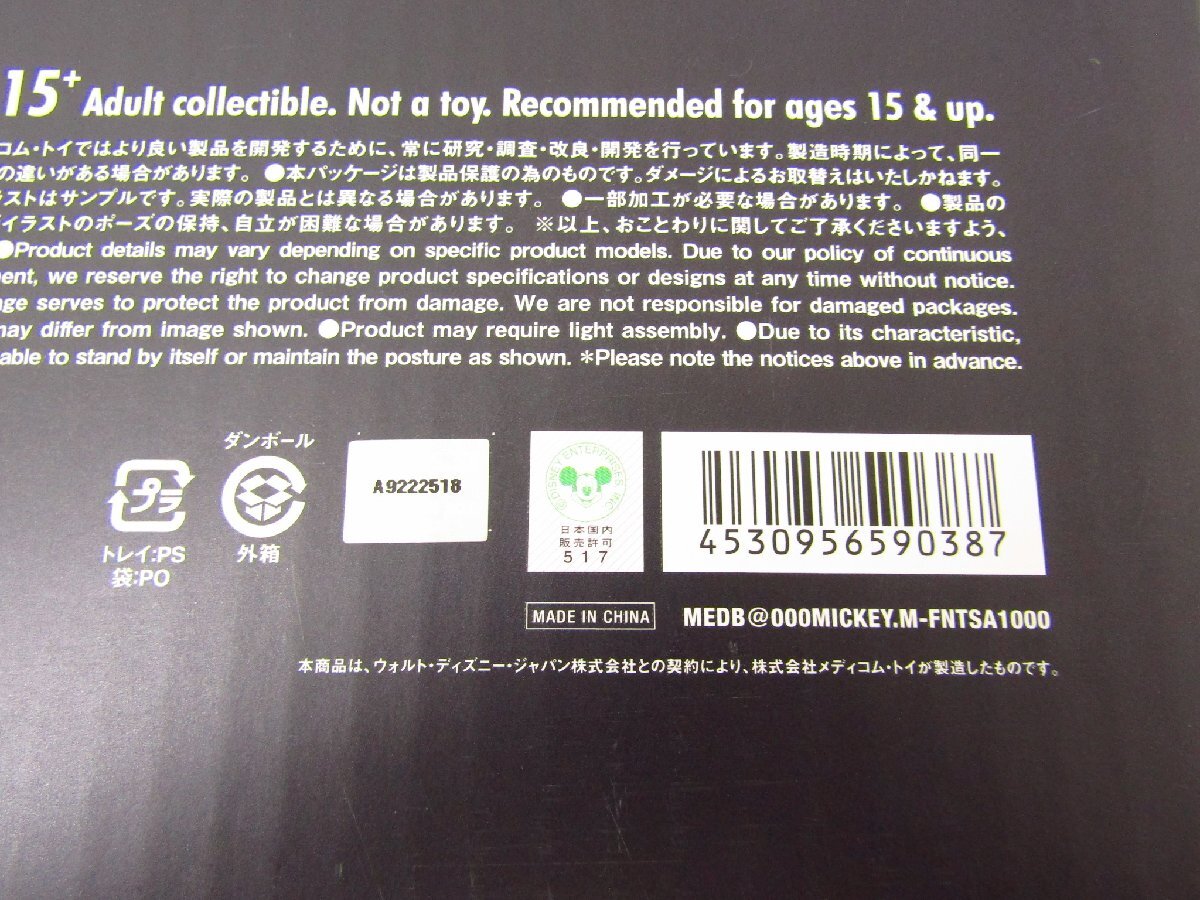 15+ Adult collectible. Not a toy. Recommended for ages 15 & up.
コム・トイではより良い製品を開発するために、常に研究・調査・改良・開発を行っています。製造時期によって、同一
の違いがある場合があります。 ●本パッケージは製品保護の為のものです。ダメージによるお取替えはいたしかねます。
ラストはサンプルです。実際の製品とは異なる場合があります。 ●一部加工が必要な場合があります。 ●製品の
イラストのポーズの保持、自立が困難な場合があります。 ※以上、おことわりに関してご了承くださいますよう、
●Product details may vary depending on specific product models. Due to our policy of continuous
ent, we reserve the right to change product specifications or designs at any time without notice.
age serves to protect the product from damage. We are not responsible for damaged packages.
may differ from image shown. ●Product may require light assembly. ●Due to its characteristic,
able to stand by itself or maintain the posture as shown. *Please note the notices above in advance.
プラ
トレイ:PS
袋:PO
ダンボール
外箱
A9222518
© DISNEY ENTERPRISES INC.
日本国内
販売許可
517
4530956590387
MADE IN CHINA
MEDB@000MICKEY.M-FNTSA1000
本商品は、ウォルト・ディズニー・ジャパン株式会社との契約により、株式会社メディコム・トイが製造したものです。